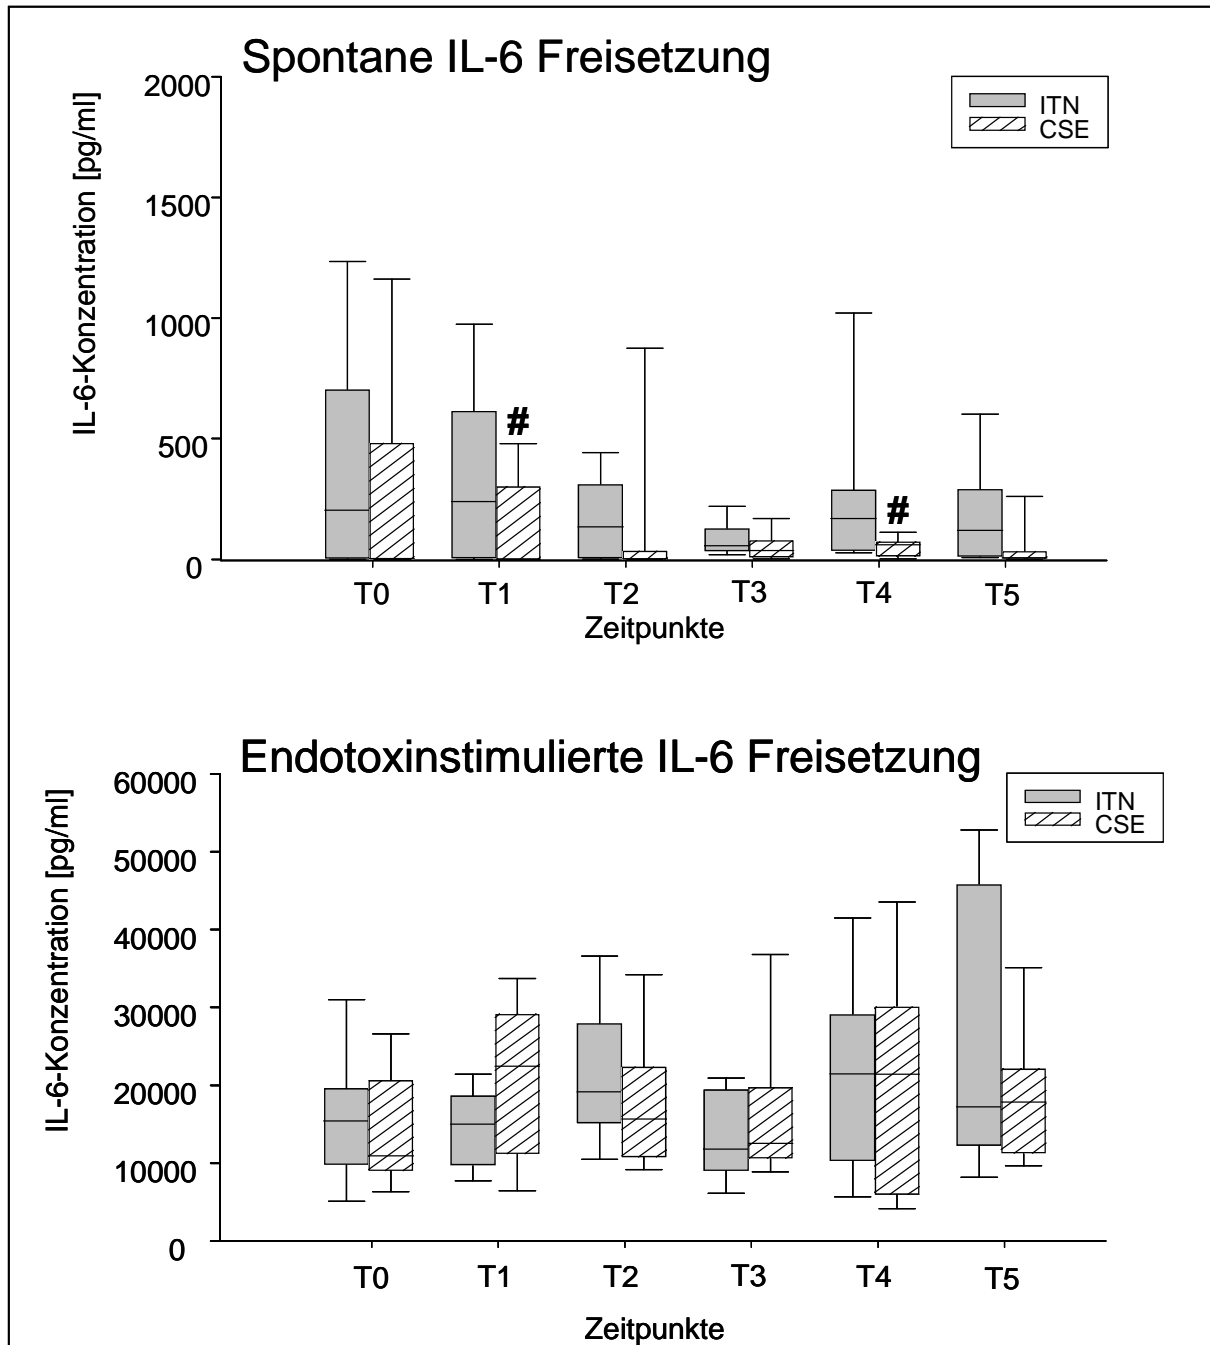 Spontane IL-6 Freisetzung
IL-6-Konzentration [pg/ml]
2000
1500
1000
500
0
ITN
CSE
#
#
T0 T1 T2 T3 T4 T5
Zeitpunkte
Endotoxinstimulierte IL-6 Freisetzung
IL-6-Konzentration [pg/ml]
60000
50000
40000
30000
20000
10000
0
ITN
CSE
T0 T1 T2 T3 T4 T5
Zeitpunkte